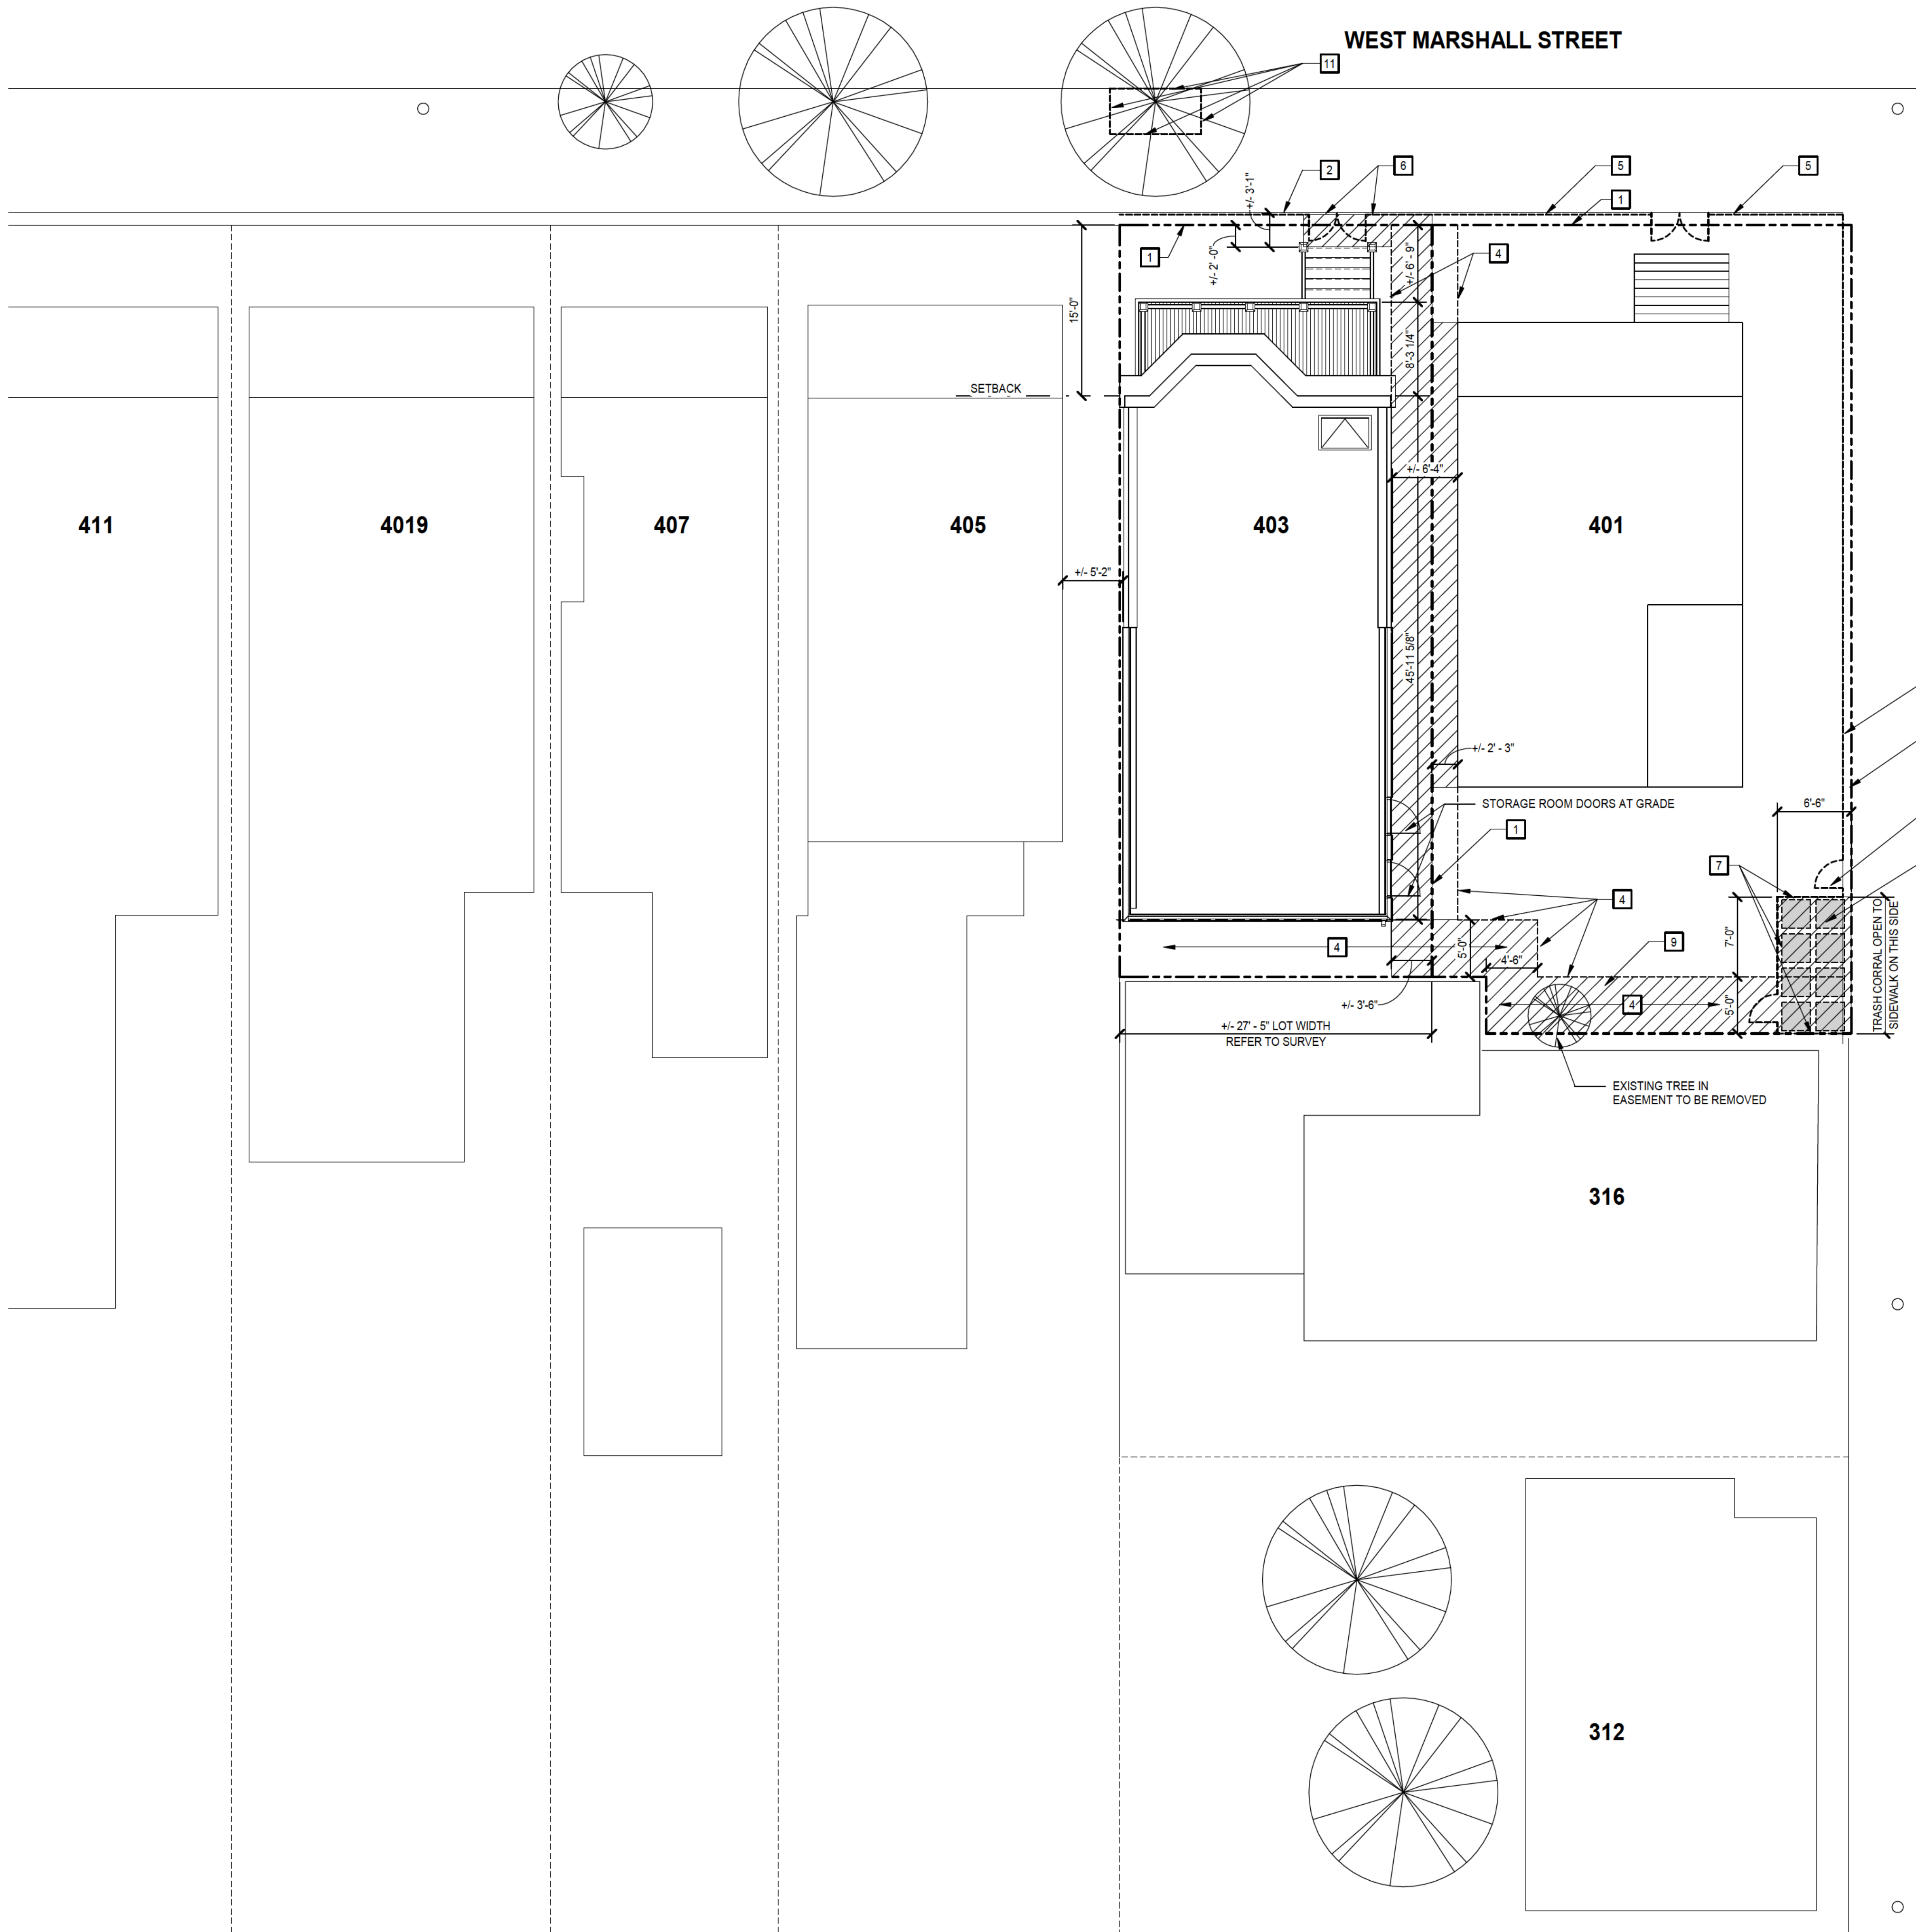 WEST MARSHALL STREET
11
2
6
5
5
+/- 3'-1"
1
1
+/- 2' -0"
+/- 6' - 9"
4
15'-0"
8'-3 1/4"
SETBACK
+/- 6'-4"
411
4019
407
405
403
401
+/- 5'-2"
45'-11 5/8"
+/- 2' - 3"
STORAGE ROOM DOORS AT GRADE
6'-6"
1
7
4
TRASH CORRAL OPEN TO
SIDEWALK ON THIS SIDE
7'-0"
4
5'-0"
9
4'-6"
+/- 3'-6"
4
5'-0"
+/- 27' - 5" LOT WIDTH
REFER TO SURVEY
EXISTING TREE IN
EASEMENT TO BE REMOVED
316
312